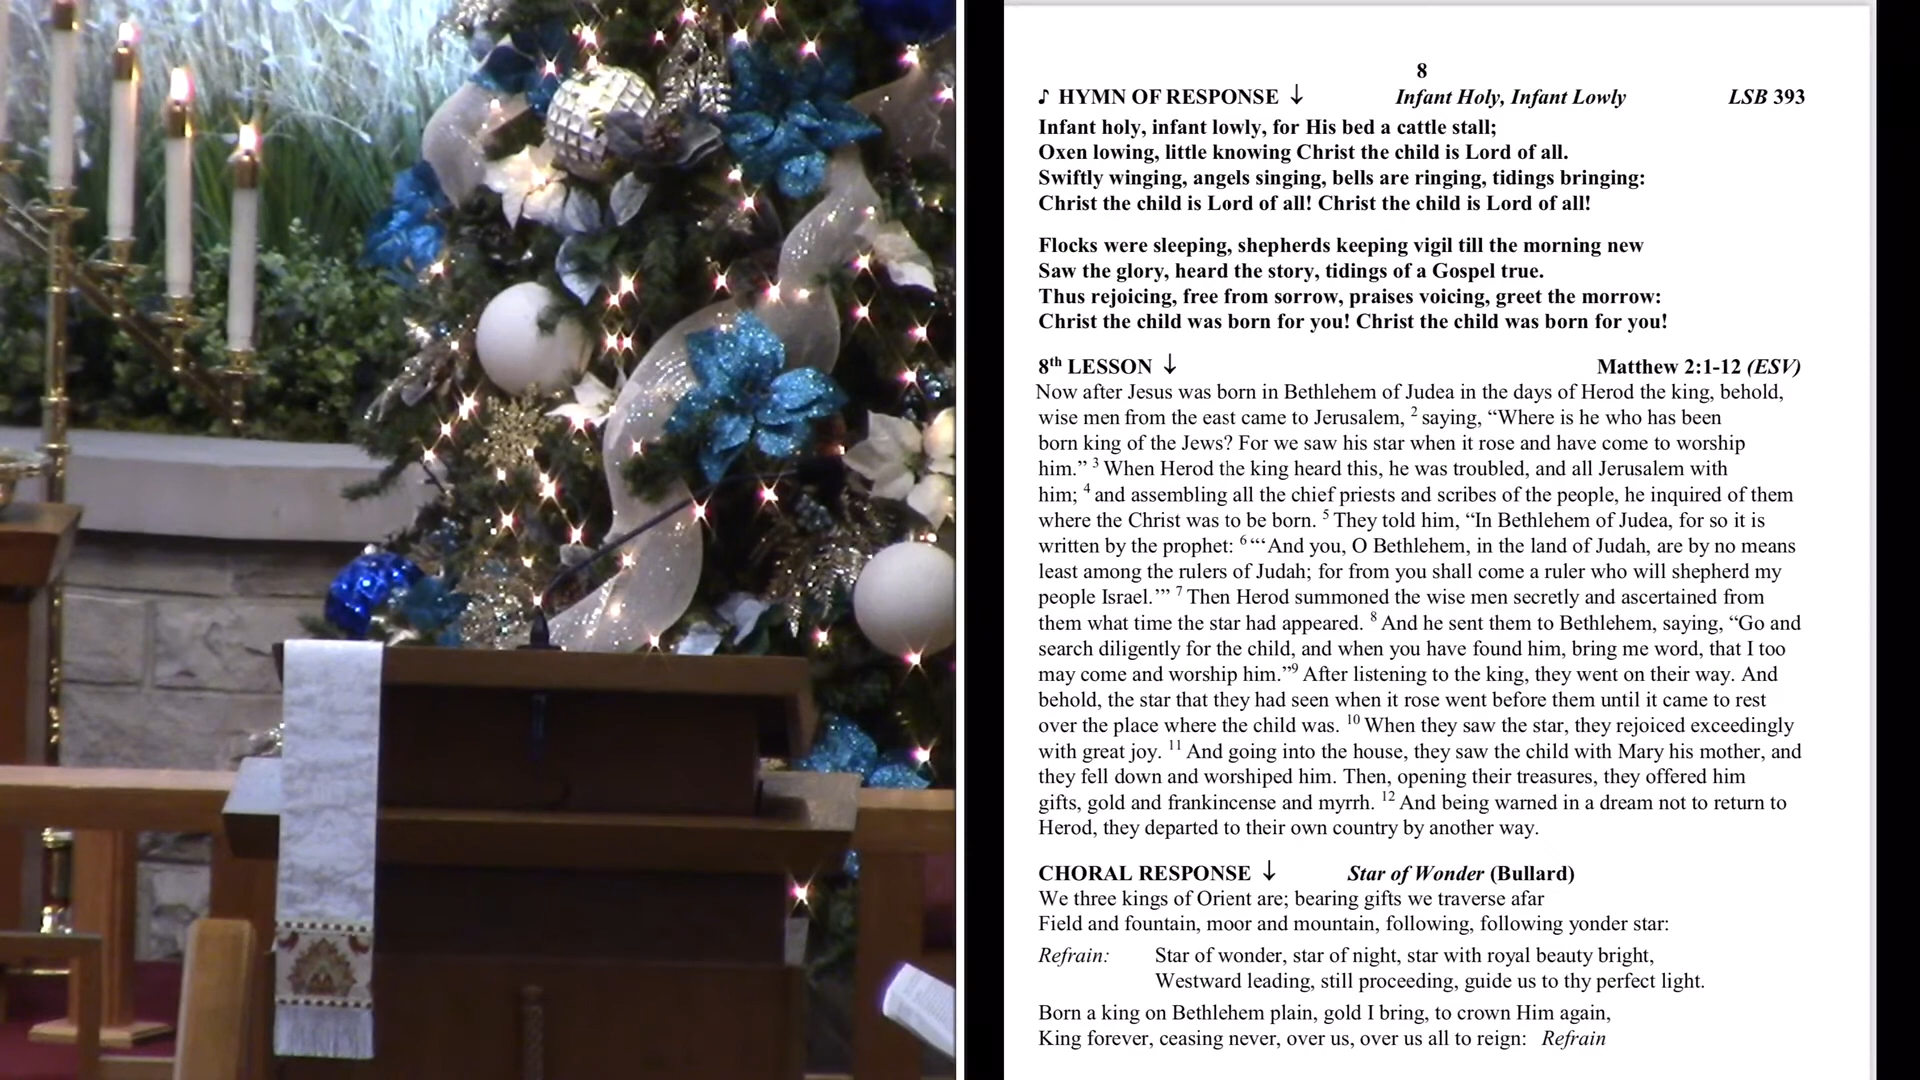 8
♪ HYMN OF RESPONSE ↓ Infant Holy, Infant Lowly LSB 393
Infant holy, infant lowly, for His bed a cattle stall;
Oxen lowing, little knowing Christ the child is Lord of all.
Swiftly winging, angels singing, bells are ringing, tidings bringing:
Christ the child is Lord of all! Christ the child is Lord of all!
Flocks were sleeping, shepherds keeping vigil till the morning new
Saw the glory, heard the story, tidings of a Gospel true.
Thus rejoicing, free from sorrow, praises voicing, greet the morrow:
Christ the child was born for you! Christ the child was born for you!
8th LESSON ↓ Matthew 2:1-12 (ESV)
Now after Jesus was born in Bethlehem of Judea in the days of Herod the king, behold,
wise men from the east came to Jerusalem, 2 saying, “Where is he who has been
born king of the Jews? For we saw his star when it rose and have come to worship
him.” 3 When Herod the king heard this, he was troubled, and all Jerusalem with
him; 4 and assembling all the chief priests and scribes of the people, he inquired of them
where the Christ was to be born. 5 They told him, “In Bethlehem of Judea, for so it is
written by the prophet: 6 “‘And you, O Bethlehem, in the land of Judah, are by no means
least among the rulers of Judah; for from you shall come a ruler who will shepherd my
people Israel.’” 7 Then Herod summoned the wise men secretly and ascertained from
them what time the star had appeared. 8 And he sent them to Bethlehem, saying, “Go and
search diligently for the child, and when you have found him, bring me word, that I too
may come and worship him.”9 After listening to the king, they went on their way. And
behold, the star that they had seen when it rose went before them until it came to rest
over the place where the child was. 10 When they saw the star, they rejoiced exceedingly
with great joy. 11 And going into the house, they saw the child with Mary his mother, and
they fell down and worshiped him. Then, opening their treasures, they offered him
gifts, gold and frankincense and myrrh. 12 And being warned in a dream not to return to
Herod, they departed to their own country by another way.
CHORAL RESPONSE ↓ Star of Wonder (Bullard)
We three kings of Orient are; bearing gifts we traverse afar
Field and fountain, moor and mountain, following, following yonder star:
Refrain: Star of wonder, star of night, star with royal beauty bright,
Westward leading, still proceeding, guide us to thy perfect light.
Born a king on Bethlehem plain, gold I bring, to crown Him again,
King forever, ceasing never, over us, over us all to reign: Refrain